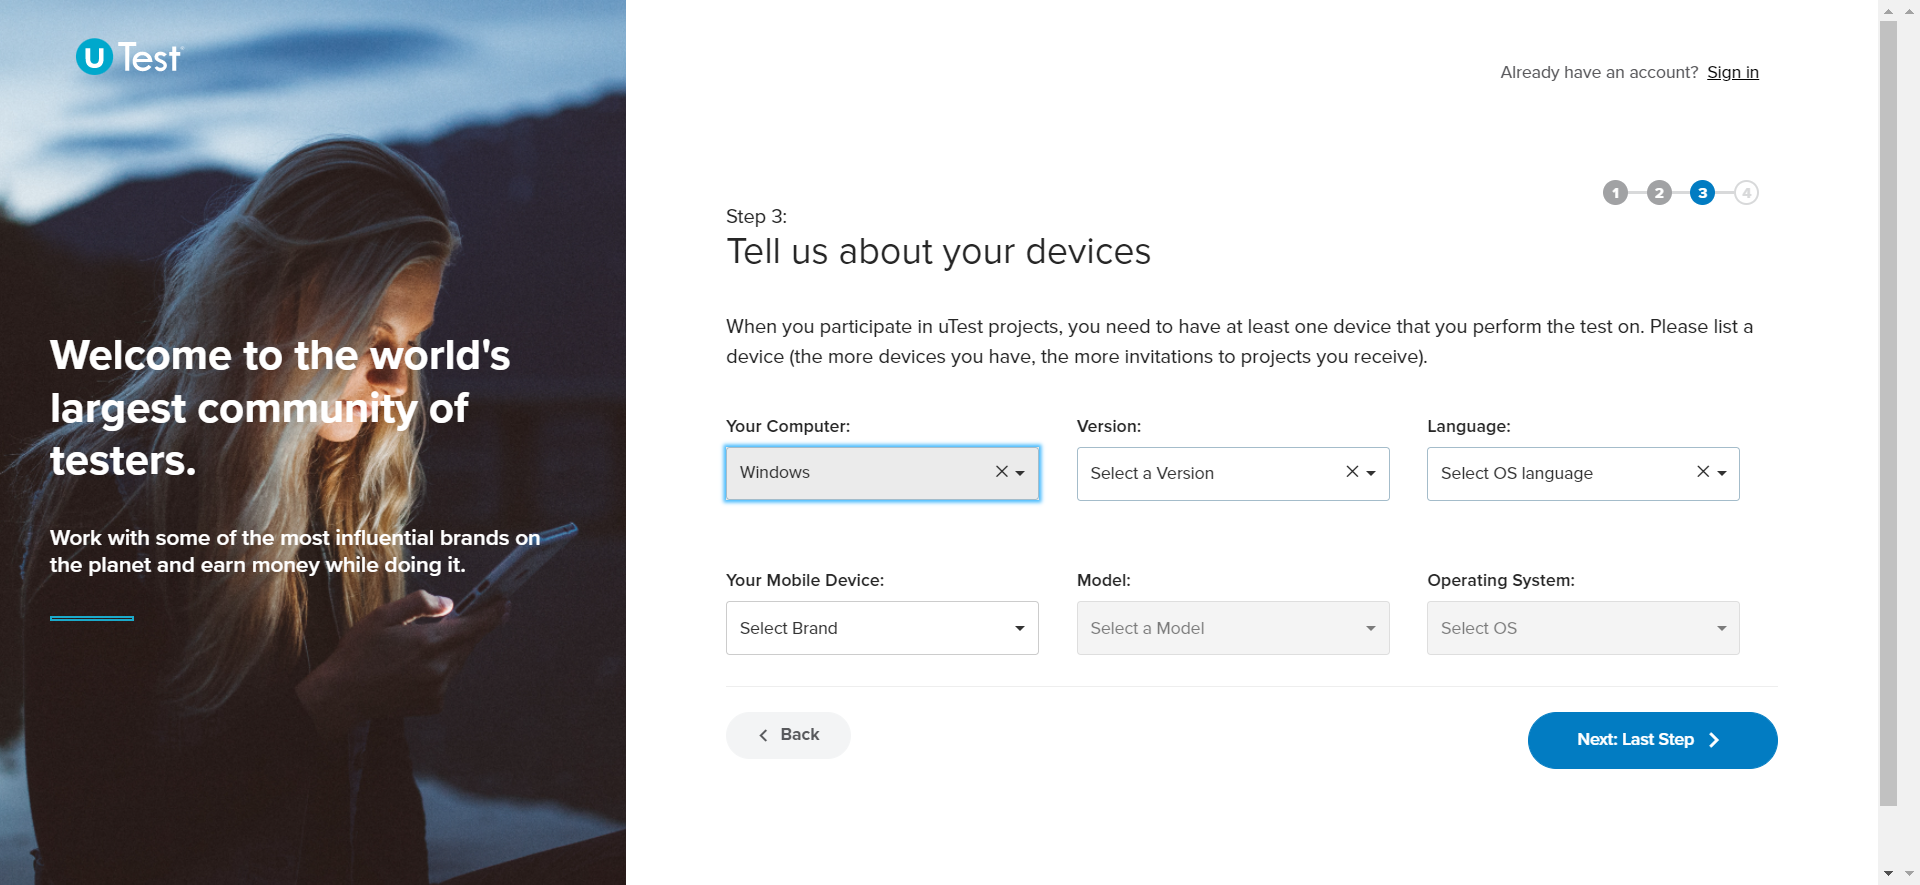 U Test
Already have an account? Sign in
1 2 3 4
Step 3:
Tell us about your devices
When you participate in uTest projects, you need to have at least one device that you perform the test on. Please list a
device (the more devices you have, the more invitations to projects you receive).
Welcome to the world's
largest community of
testers.
Work with some of the most influential brands on
the planet and earn money while doing it.
Your Computer: Version: Language:
Windows Select a Version Select OS language
Your Mobile Device: Model: Operating System:
Select Brand Select a Model Select OS
Back Next: Last Step